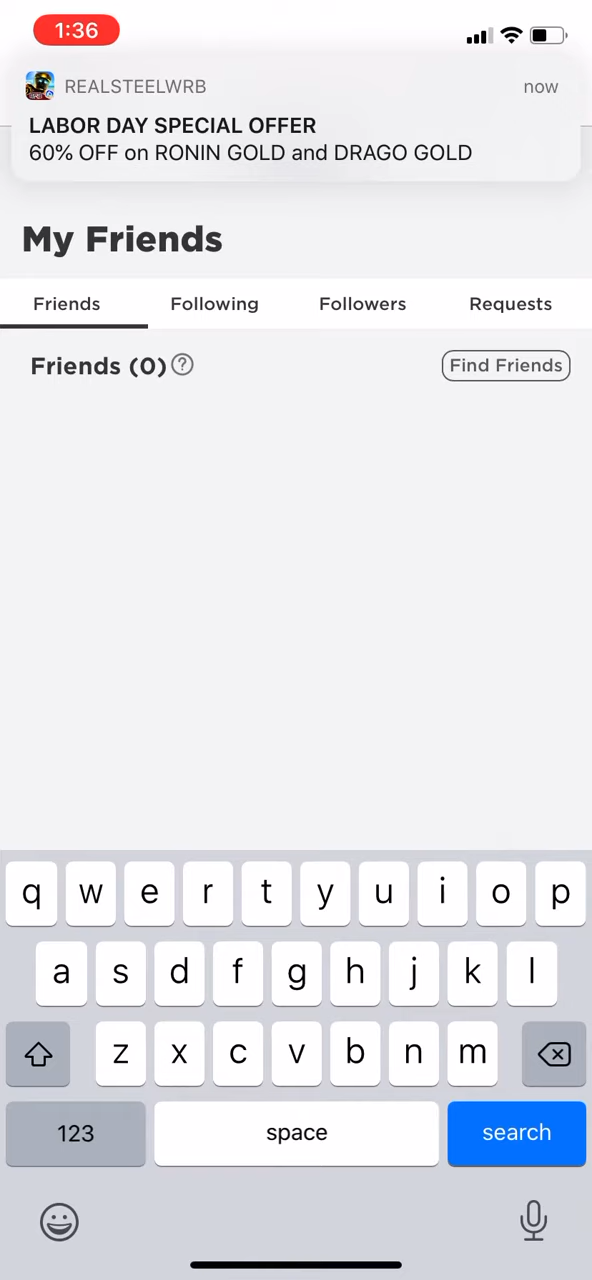 1:36
REALSTEELWRB now
LABOR DAY SPECIAL OFFER
60% OFF on RONIN GOLD and DRAGO GOLD
My Friends
Friends Following Followers Requests
Friends (0) ? Find Friends
q w e r t y u i o p
a s d f g h j k l
z x c v b n m
123 space search